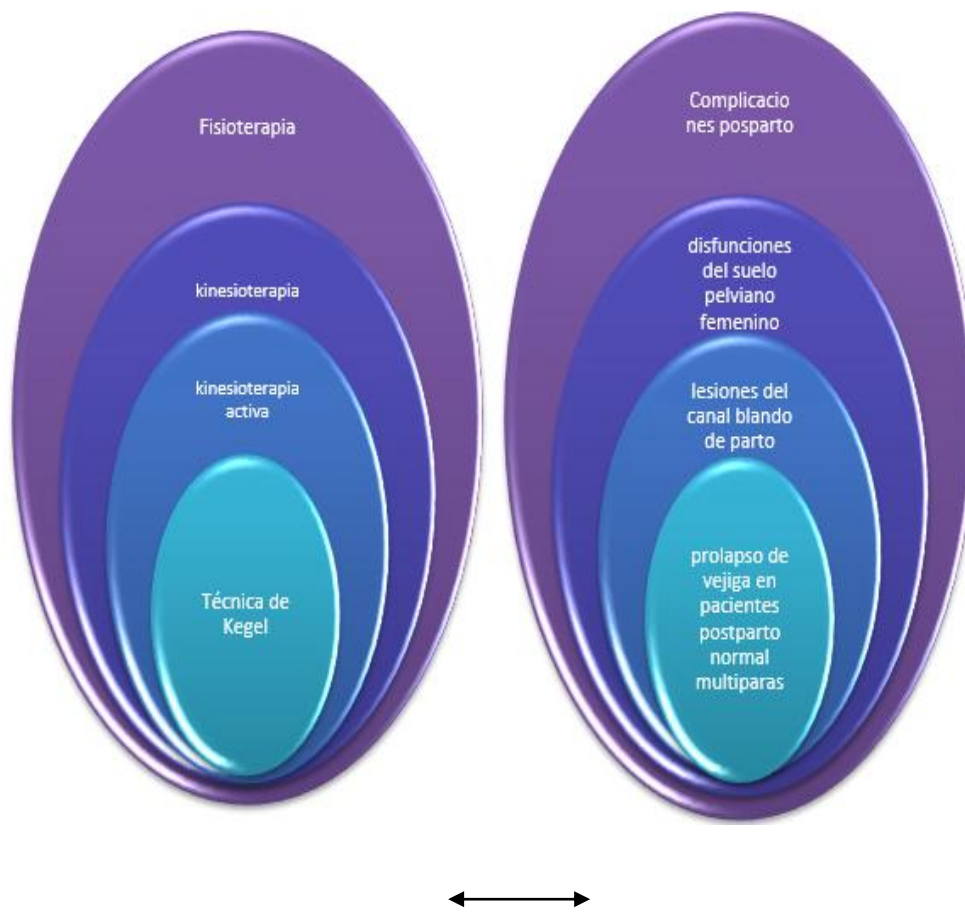 Fisioterapia
kinesioterapia
kinesioterapia
activa
Técnica de
Kegel
Complicacio
nes posparto
disfunciones
del suelo
pelviano
femenino
lesiones del
canal blando
de parto
prolapso de
vejiga en
pacientes
postparto
normal
multiparas